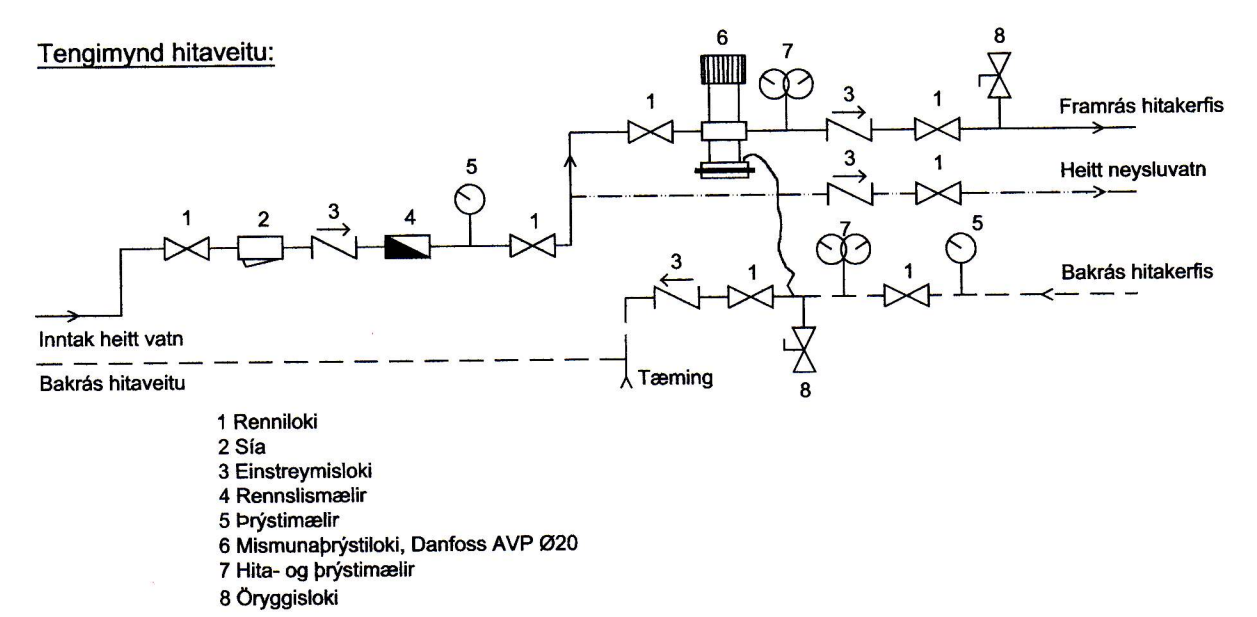 Tengimynd hitaveitu:
6
7
8
1
3
1
Framrás hitakerfis
5
3
1
Heitt neysluvatn
1
2
3
4
1
7
5
3
1
1
Bakrás hitakerfis
Inntak heitt vatn
Bakrás hitaveitu
Tæming
8
1 Renniloki
2 Sía
3 Einstreymisloki
4 Rennslismælir
5 Þrýstimælir
6 Mismunaþrýstiloki, Danfoss AVP Ø20
7 Hita- og þrýstimælir
8 Öryggisloki